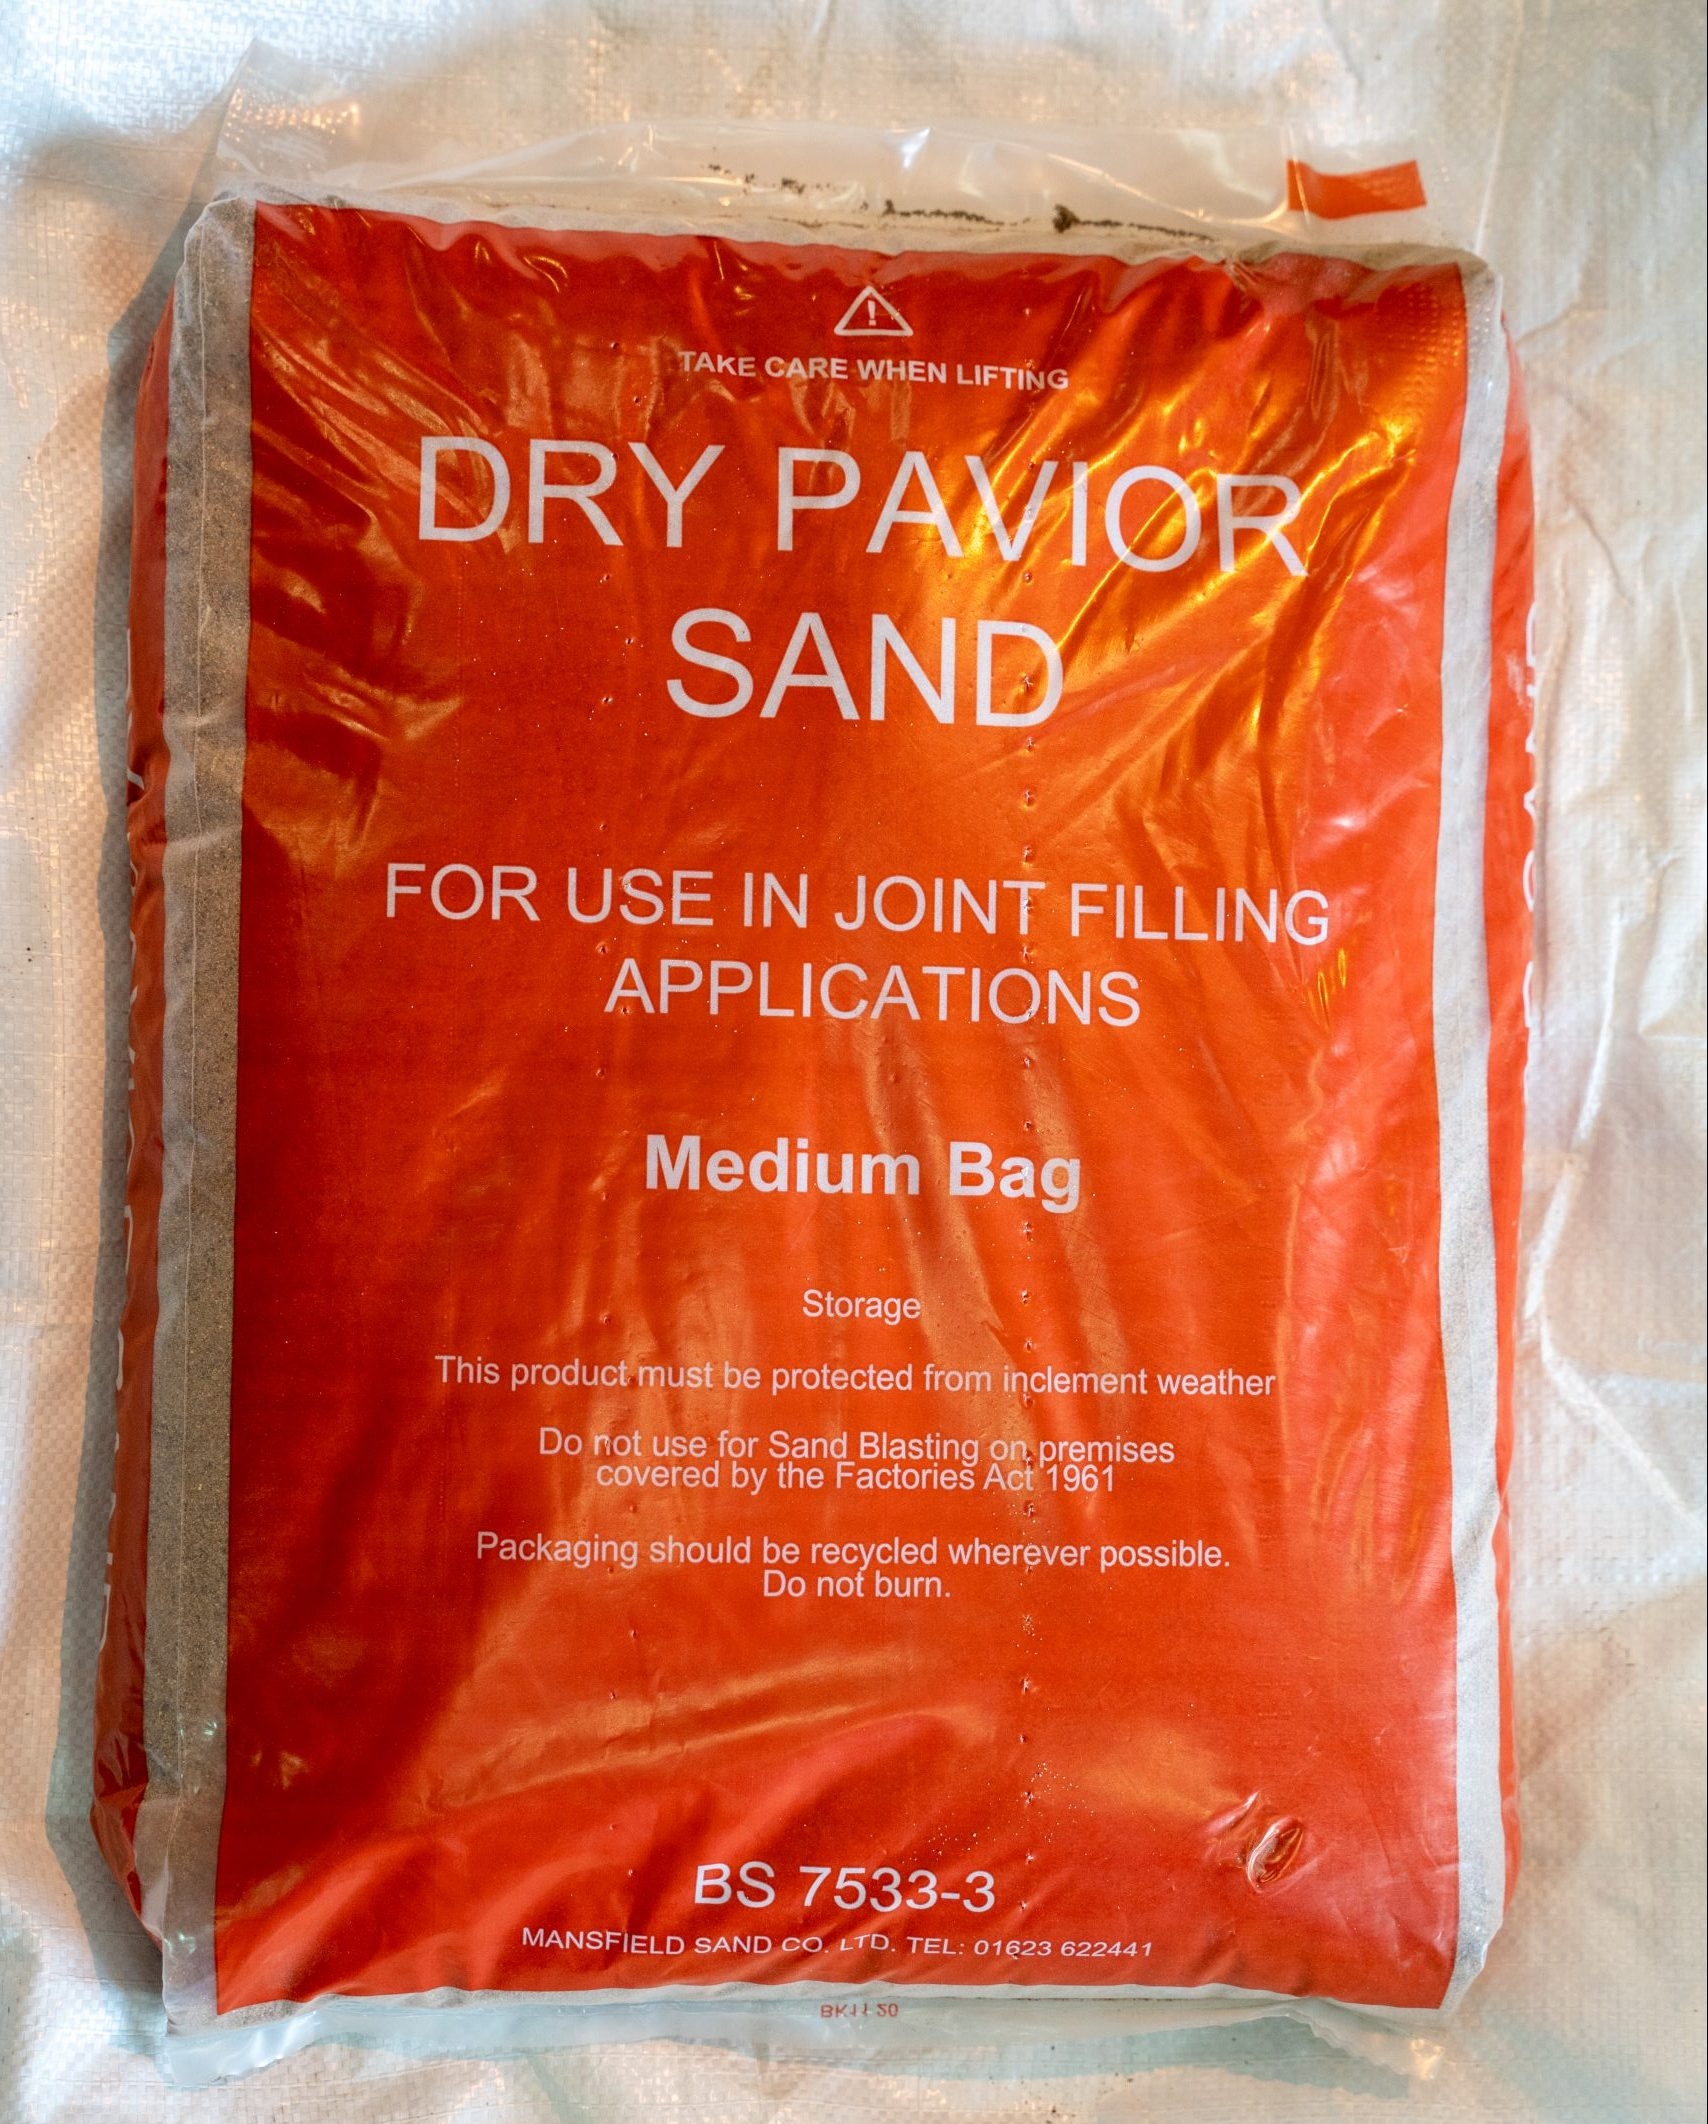 !
TAKE CARE WHEN LIFTING
DRY PAVIOR
SAND
FOR USE IN JOINT FILLING
APPLICATIONS
Medium Bag
Storage
This product must be protected from inclement weather
Do not use for Sand Blasting on premises
covered by the Factories Act 1961
Packaging should be recycled wherever possible.
Do not burn.
BS 7533-3
MANSFIELD SAND CO. LTD. TEL: 01623 622441
BK11 20